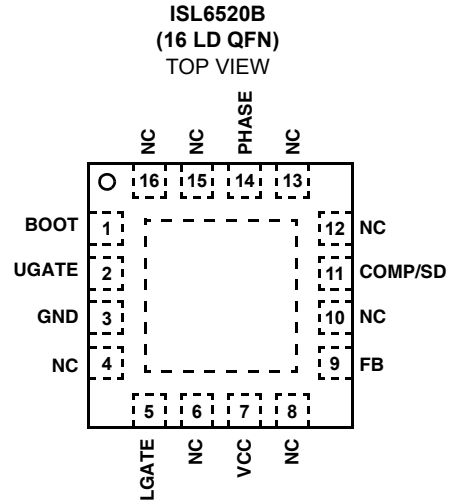 ISL6520B
(16 LD QFN)
TOP VIEW
NC
NC
PHASE
NC
16
15
14
13
BOOT
1
12
NC
UGATE
2
11
COMP/SD
GND
3
10
NC
NC
4
9
FB
5
6
7
8
LGATE
NC
VCC
NC